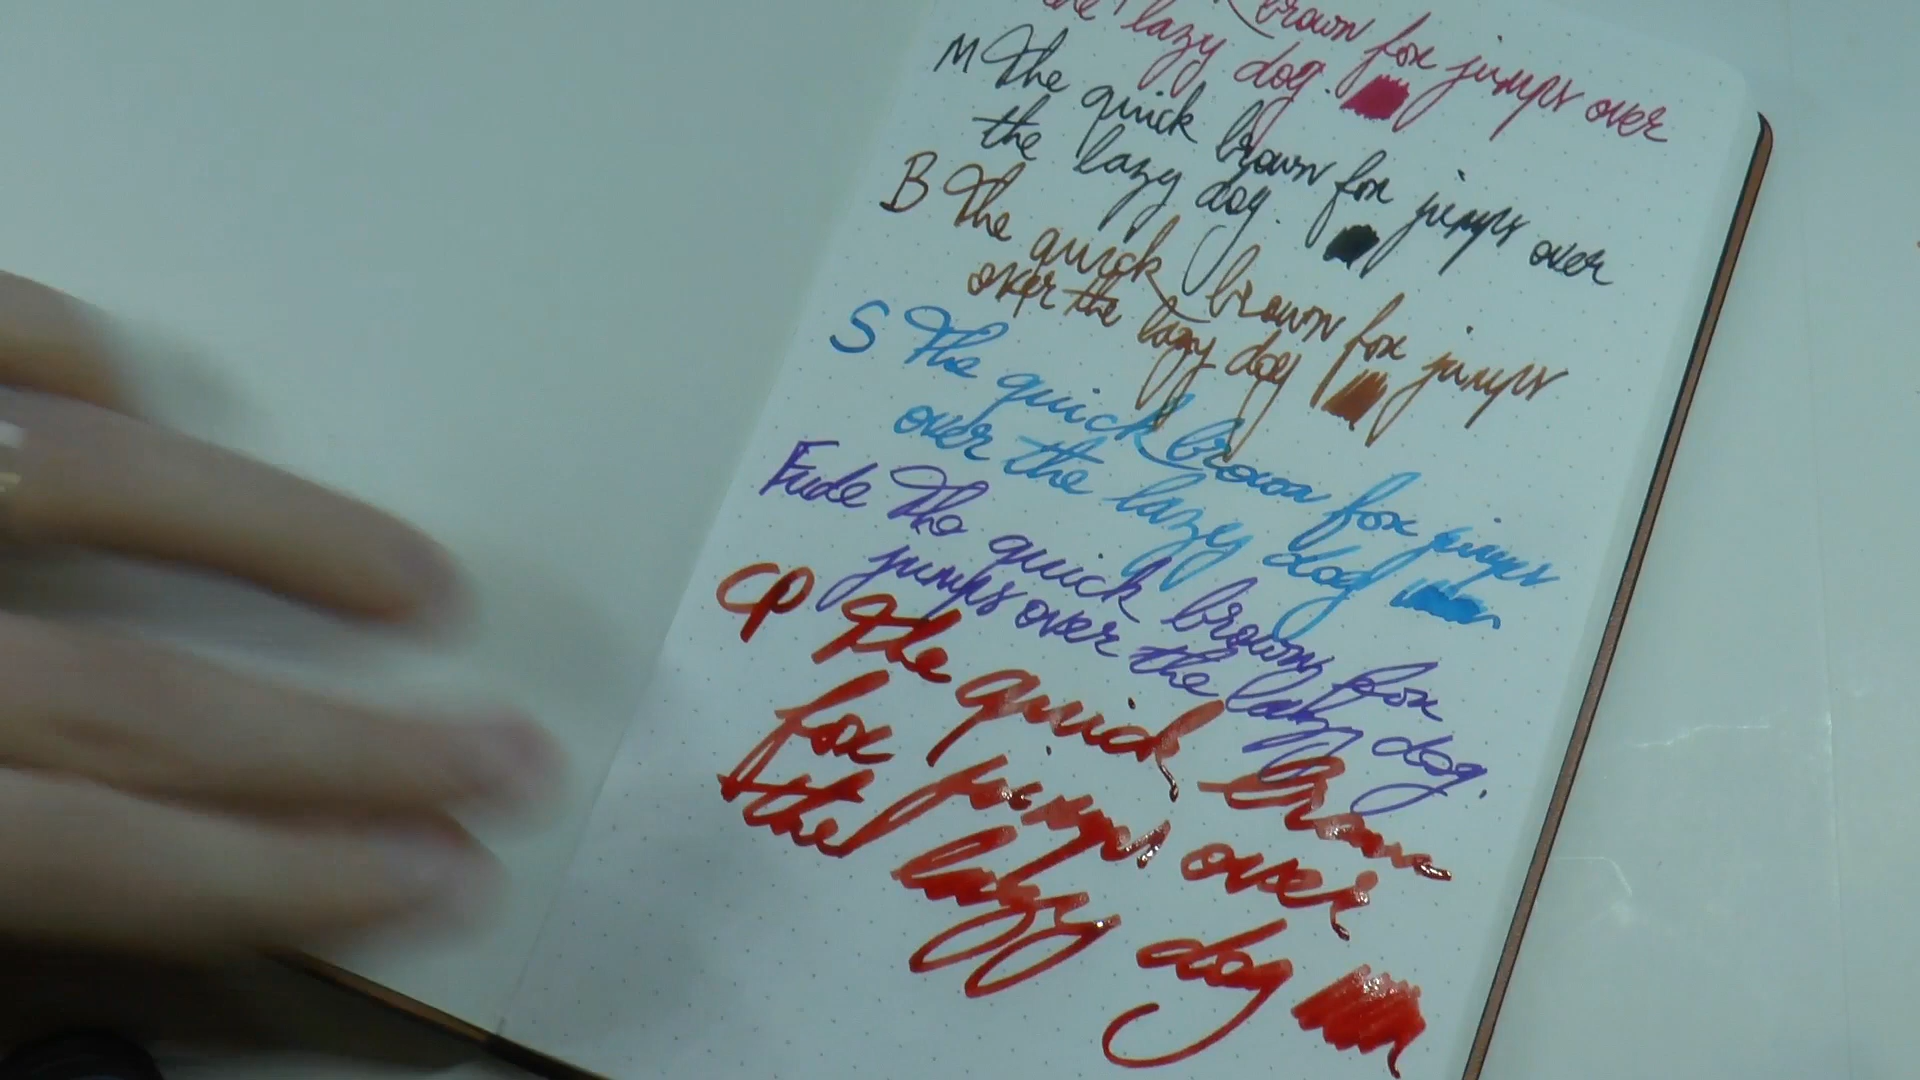 brown fox jumps over
the lazy dog.
M The quick brown fox jumps over
the lazy dog.
B The quick brown fox jumps
over the lazy dog
S The quick brown fox jumps
over the lazy dog
Fude The quick brown fox
jumps over the lazy dog.
CP The quick brown
fox jumps over
the lazy dog